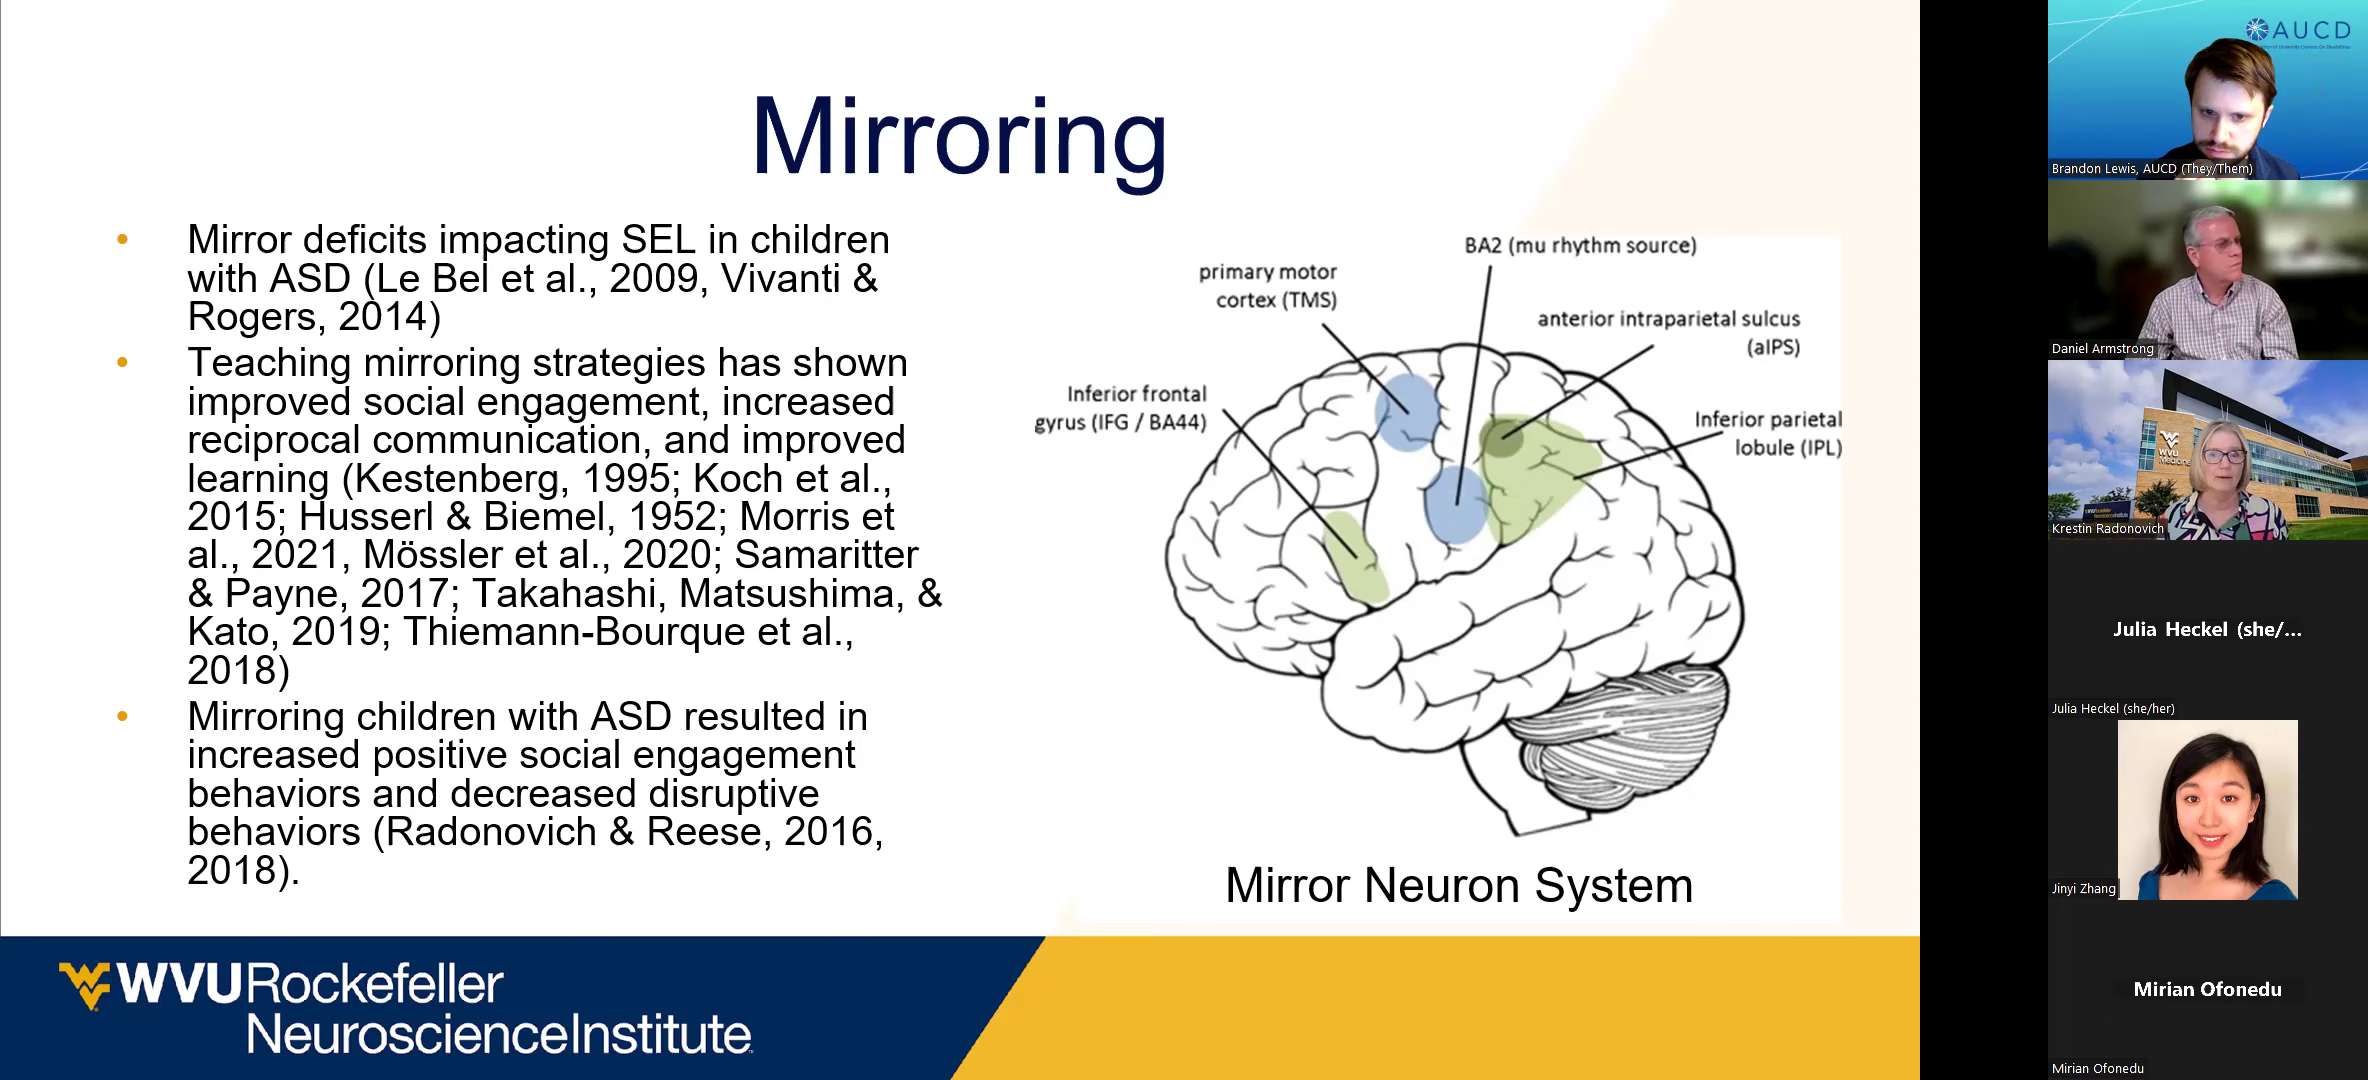 Mirroring
• Mirror deficits impacting SEL in children
with ASD (Le Bel et al., 2009, Vivanti &
Rogers, 2014)
• Teaching mirroring strategies has shown
improved social engagement, increased
reciprocal communication, and improved
learning (Kestenberg, 1995; Koch et al.,
2015; Husserl & Biemel, 1952; Morris et
al., 2021, Mössler et al., 2020; Samaritter
& Payne, 2017; Takahashi, Matsushima, &
Kato, 2019; Thiemann-Bourque et al.,
2018)
• Mirroring children with ASD resulted in
increased positive social engagement
behaviors and decreased disruptive
behaviors (Radonovich & Reese, 2016,
2018).
BA2 (mu rhythm source)
primary motor
cortex (TMS)
anterior intraparietal sulcus
(aIPS)
Inferior frontal
gyrus (IFG / BA44)
Inferior parietal
lobule (IPL)
Mirror Neuron System
WVU Rockefeller
NeuroscienceInstitute
AUCD
Brandon Lewis, AUCD (They/Them)
Daniel Armstrong
WVU
Medicine
Krestin Radonovich
Julia Heckel (she/...
Julia Heckel (she/her)
Jinyi Zhang
Mirian Ofonedu
Mirian Ofonedu